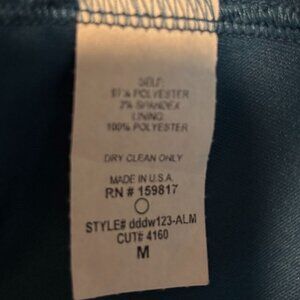 SELF:
97% POLYESTER
3% SPANDEX
LINING:
100% POLYESTER
DRY CLEAN ONLY
MADE IN U.S.A.
RN # 159817
STYLE# dddw123-ALM
CUT# 4160
M